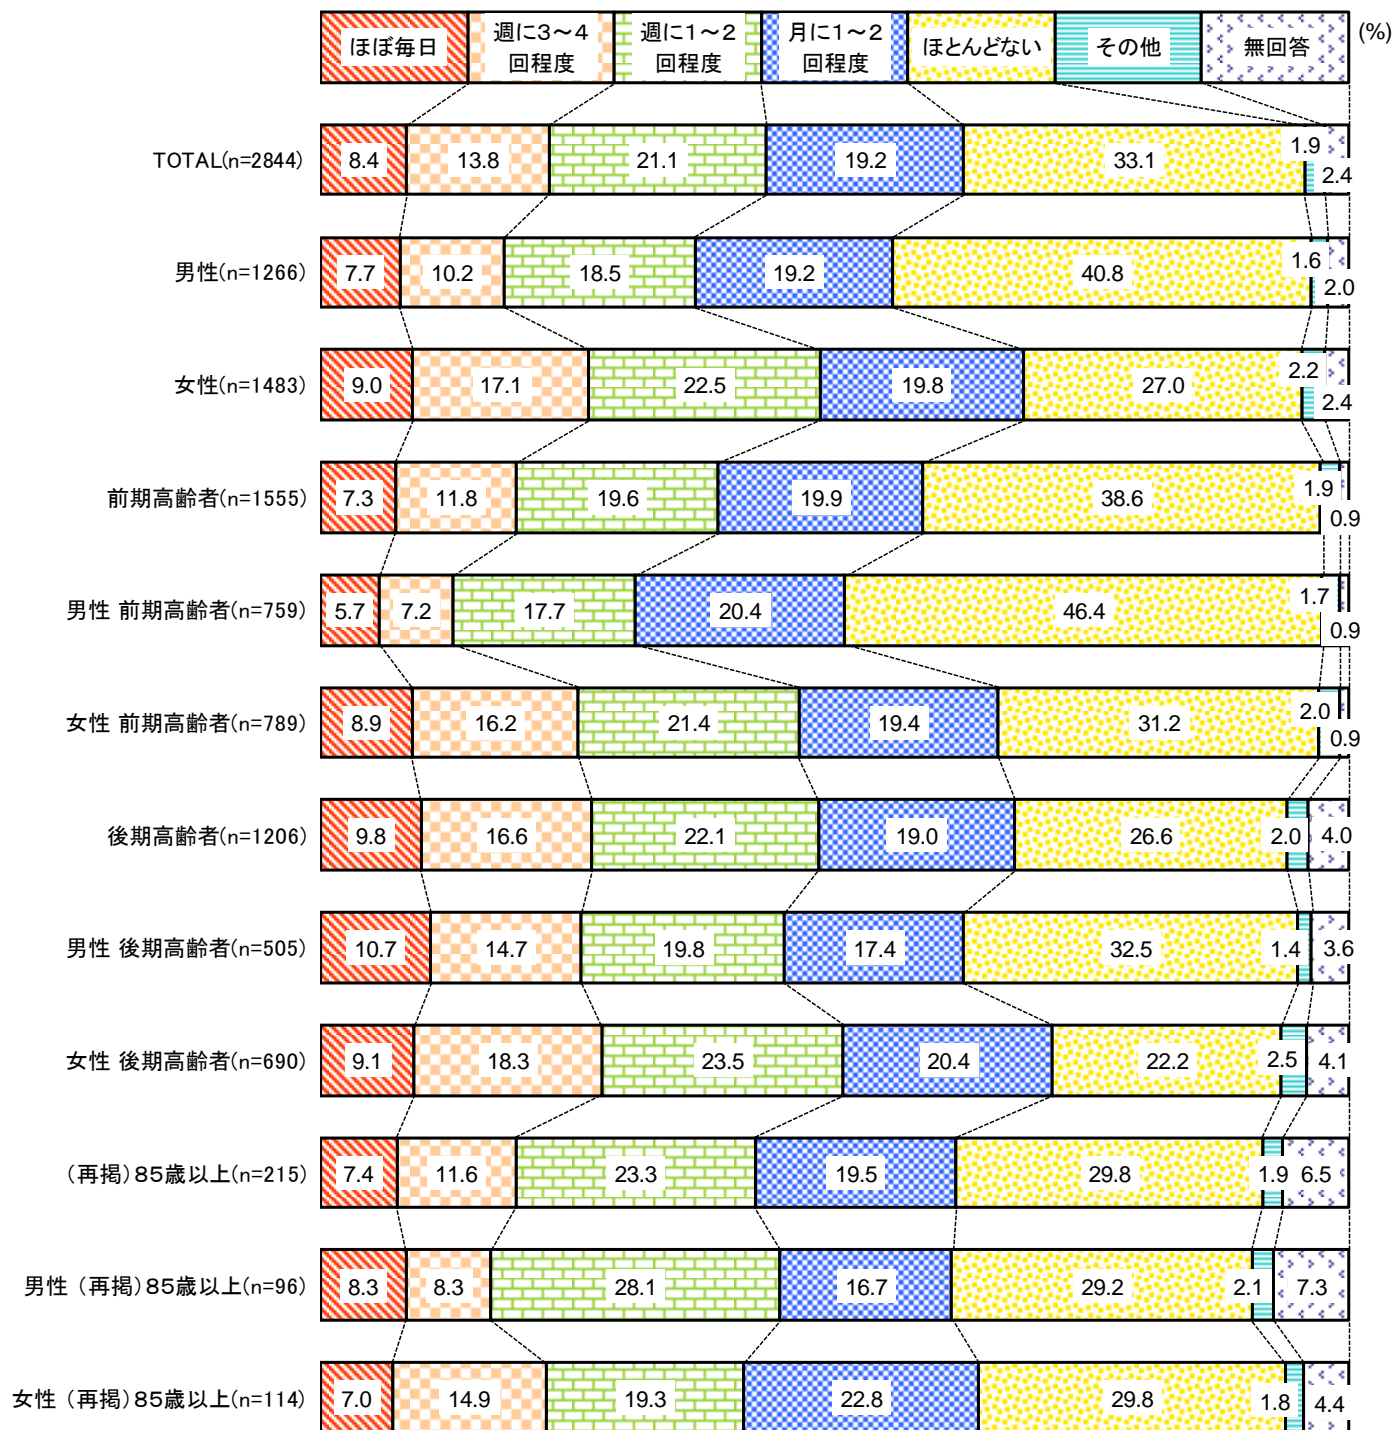 ほぼ毎日 週に3～4回程度 週に1～2回程度 月に1～2回程度 ほとんどない その他 無回答 (%)
TOTAL(n=2844) 8.4 13.8 21.1 19.2 33.1 1.9 2.4
男性(n=1266) 7.7 10.2 18.5 19.2 40.8 1.6 2.0
女性(n=1483) 9.0 17.1 22.5 19.8 27.0 2.2 2.4
前期高齢者(n=1555) 7.3 11.8 19.6 19.9 38.6 1.9 0.9
男性 前期高齢者(n=759) 5.7 7.2 17.7 20.4 46.4 1.7 0.9
女性 前期高齢者(n=789) 8.9 16.2 21.4 19.4 31.2 2.0 0.9
後期高齢者(n=1206) 9.8 16.6 22.1 19.0 26.6 2.0 4.0
男性 後期高齢者(n=505) 10.7 14.7 19.8 17.4 32.5 1.4 3.6
女性 後期高齢者(n=690) 9.1 18.3 23.5 20.4 22.2 2.5 4.1
(再掲)85歳以上(n=215) 7.4 11.6 23.3 19.5 29.8 1.9 6.5
男性 (再掲)85歳以上(n=96) 8.3 8.3 28.1 16.7 29.2 2.1 7.3
女性 (再掲)85歳以上(n=114) 7.0 14.9 19.3 22.8 29.8 1.8 4.4